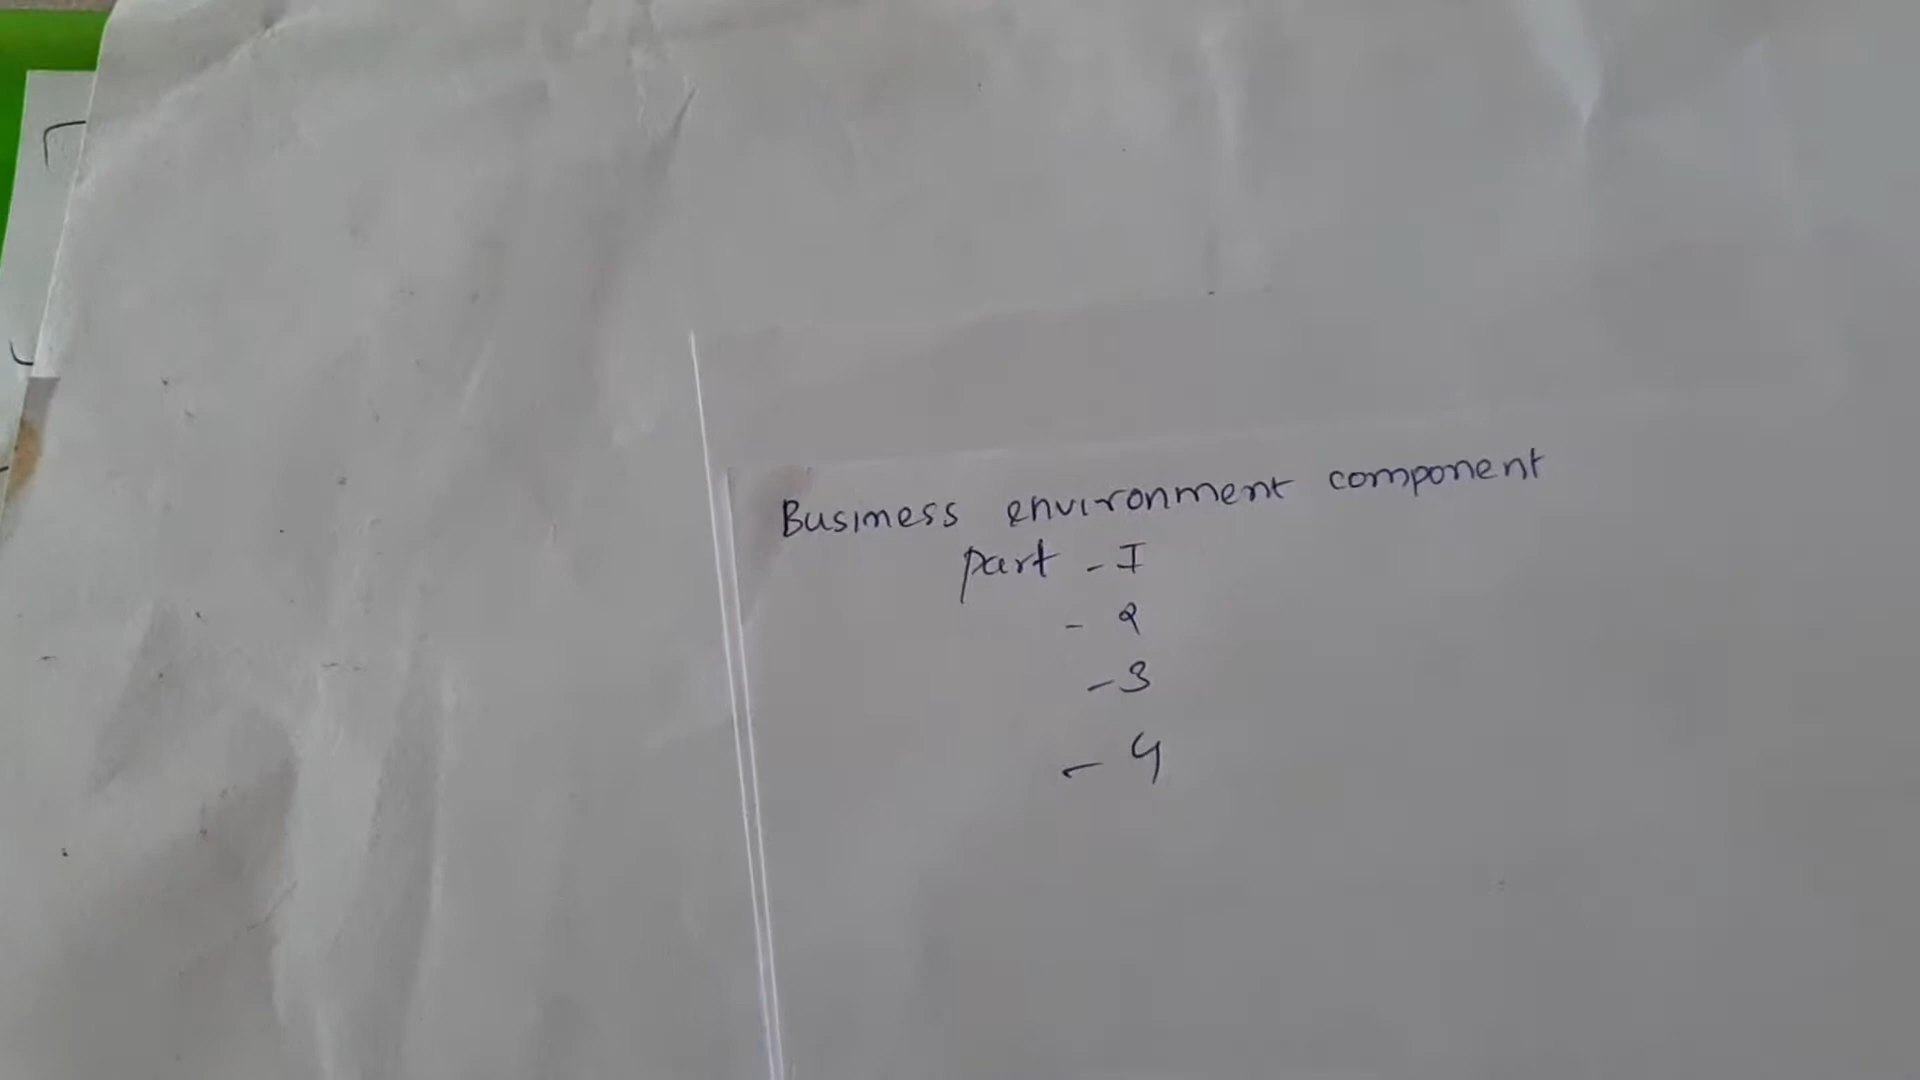 Business environment component
part - I
- 2
- 3
- 4